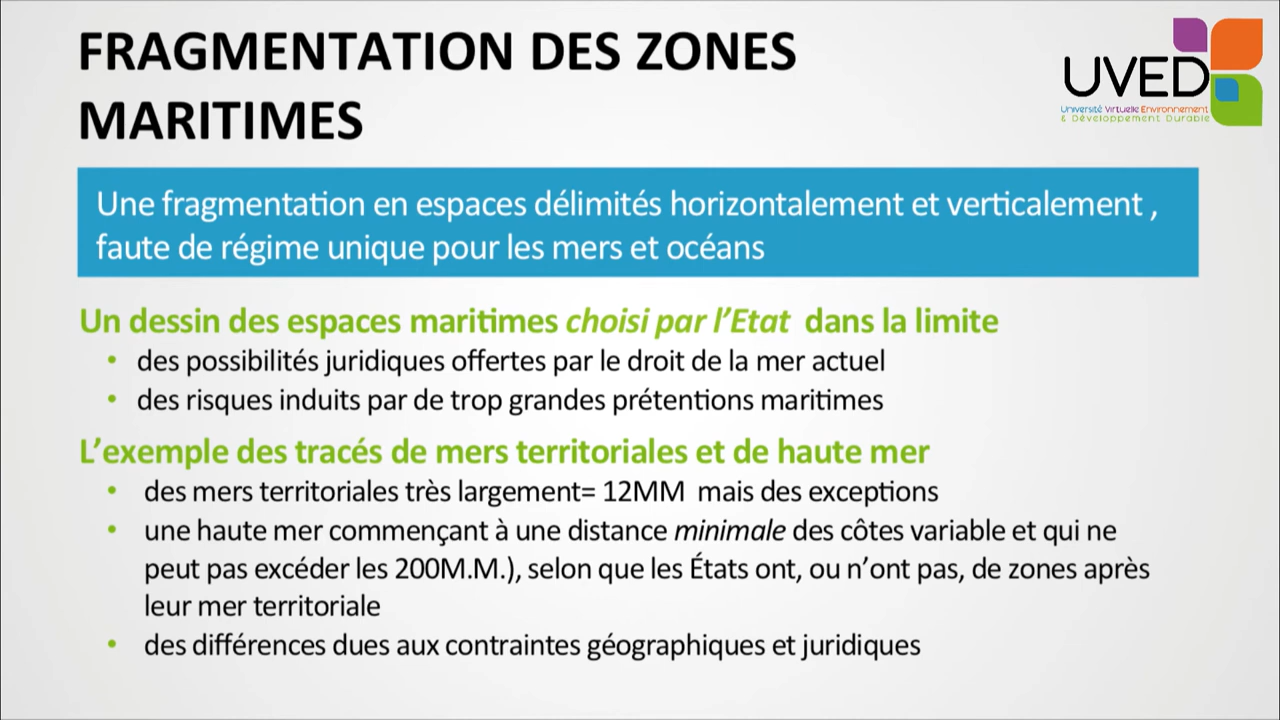 FRAGMENTATION DES ZONES
MARITIMES
UVED
Université Virtuelle Environnement
& Développement Durable
Une fragmentation en espaces délimités horizontalement et verticalement ,
faute de régime unique pour les mers et océans
Un dessin des espaces maritimes choisi par l’Etat dans la limite
• des possibilités juridiques offertes par le droit de la mer actuel
• des risques induits par de trop grandes prétentions maritimes
L’exemple des tracés de mers territoriales et de haute mer
• des mers territoriales très largement= 12MM mais des exceptions
• une haute mer commençant à une distance minimale des côtes variable et qui ne
peut pas excéder les 200M.M.), selon que les États ont, ou n’ont pas, de zones après
leur mer territoriale
• des différences dues aux contraintes géographiques et juridiques